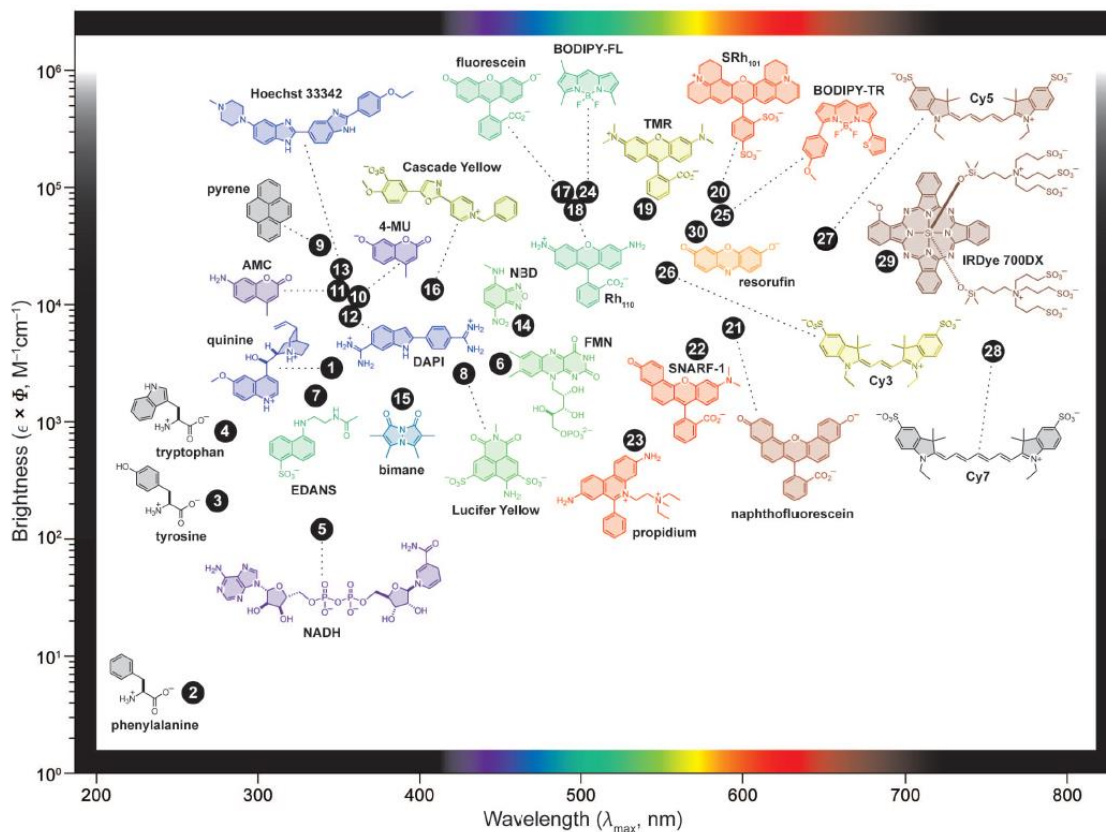 10⁶
10⁵
10⁴
10³
10²
10¹
10⁰
Brightness (ϵ × Φ, M⁻¹cm⁻¹)
200
300
400
500
600
700
800
Wavelength (λmax, nm)
Hoechst 33342
fluorescein
BODIPY-FL
SRh101
BODIPY-TR
Cy5
TMR
Cascade Yellow
pyrene
4-MU
17
24
18
19
20
25
9
13
11
10
12
16
30
27
29
IRDye 700DX
AMC
NBD
26
resorufin
Rh110
14
quinine
DAPI
FMN
6
8
1
7
15
21
22
SNARF-1
Cy3
28
4
tryptophan
EDANS
bimane
Lucifer Yellow
23
propidium
naphthofluorescein
Cy7
3
tyrosine
5
NADH
2
phenylalanine